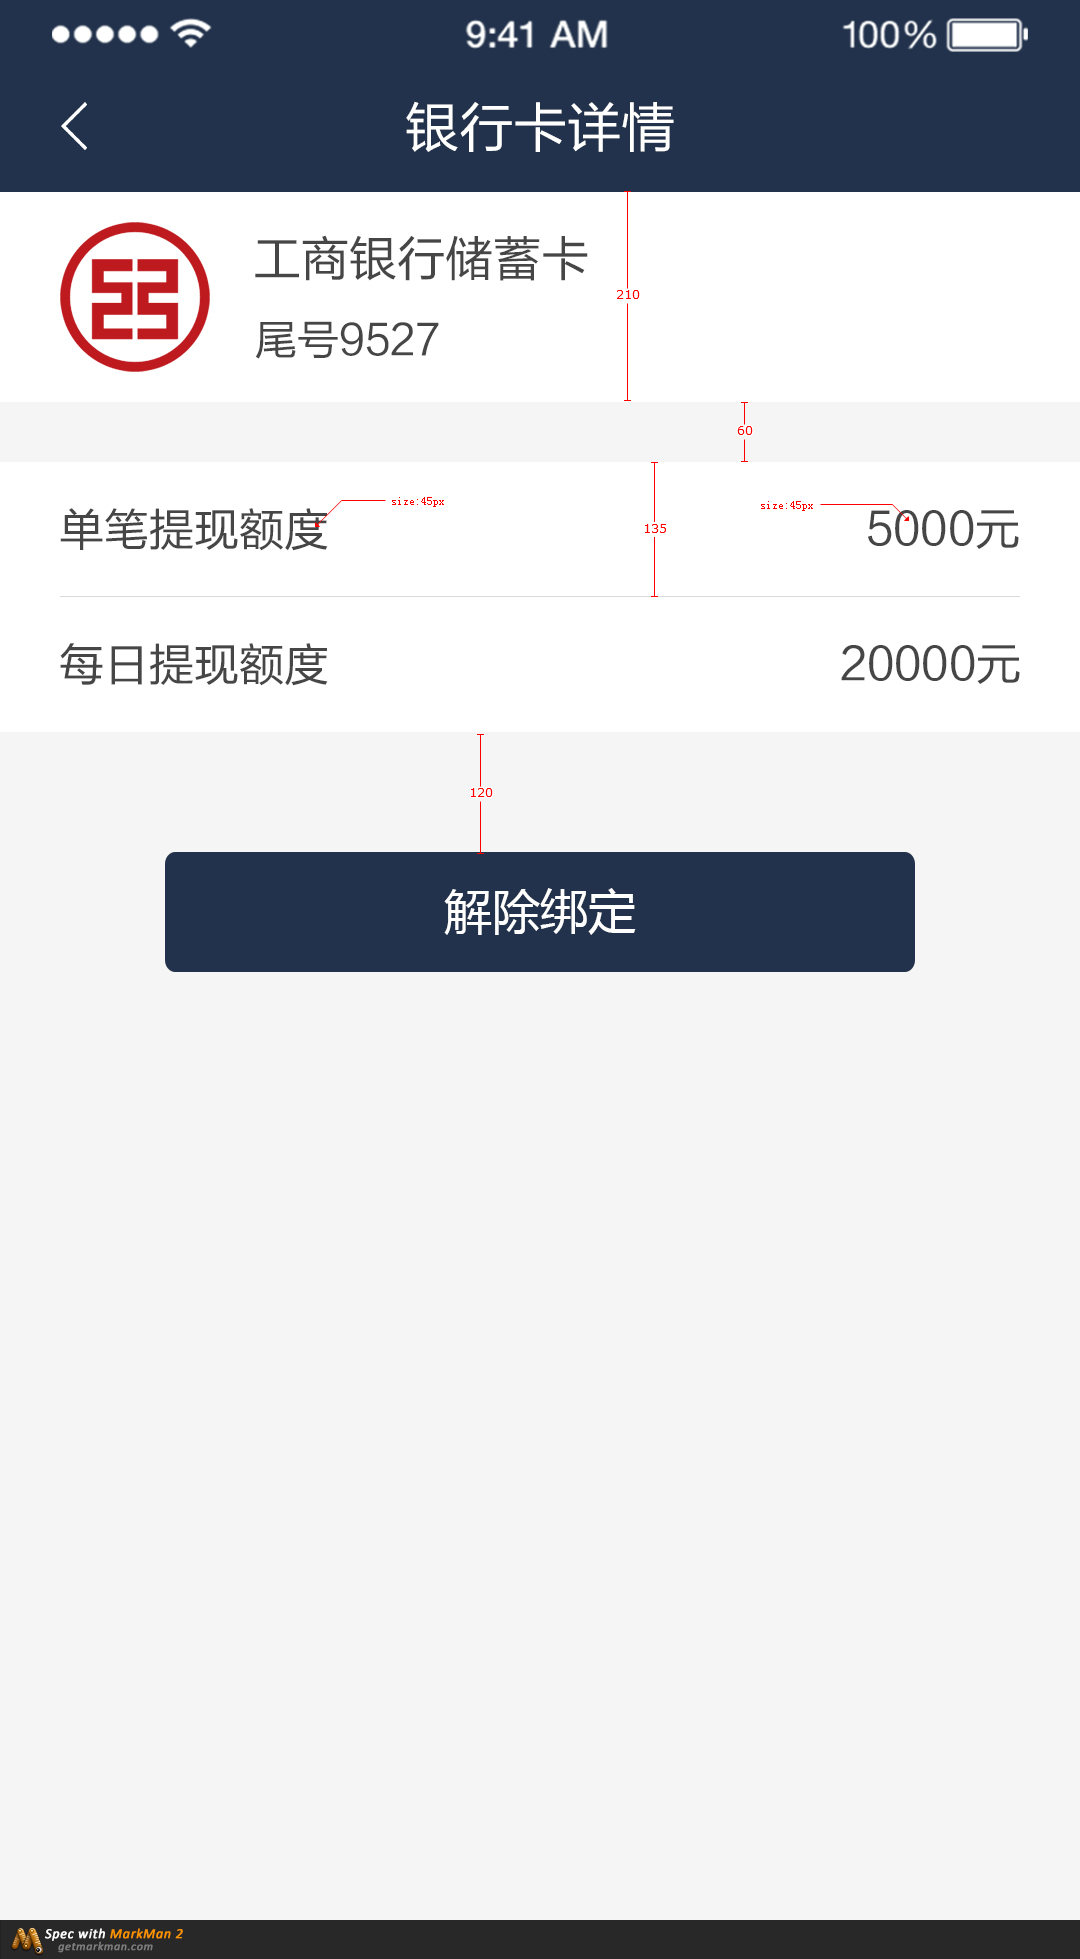 9:41 AM
100%
银行卡详情
工商银行储蓄卡
210
尾号9527
60
单笔提现额度
size:45px
135
size:45px
5000元
每日提现额度
20000元
120
解除绑定
Spec with MarkMan 2
getmarkman.com